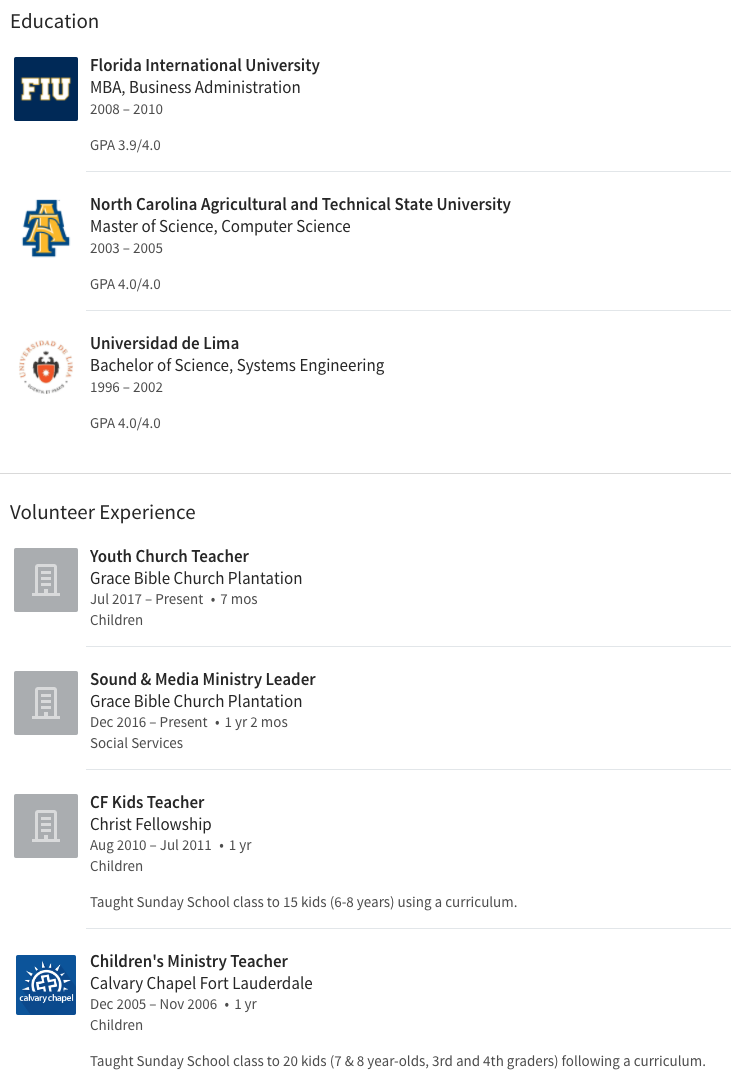 Education
FIU
Florida International University
MBA, Business Administration
2008 – 2010
GPA 3.9/4.0
North Carolina Agricultural and Technical State University
Master of Science, Computer Science
2003 – 2005
GPA 4.0/4.0
UNIVERSIDAD DE LIMA
Universidad de Lima
Bachelor of Science, Systems Engineering
1996 – 2002
GPA 4.0/4.0
Volunteer Experience
Youth Church Teacher
Grace Bible Church Plantation
Jul 2017 – Present • 7 mos
Children
Sound & Media Ministry Leader
Grace Bible Church Plantation
Dec 2016 – Present • 1 yr 2 mos
Social Services
CF Kids Teacher
Christ Fellowship
Aug 2010 – Jul 2011 • 1 yr
Children
Taught Sunday School class to 15 kids (6-8 years) using a curriculum.
calvary chapel
Children's Ministry Teacher
Calvary Chapel Fort Lauderdale
Dec 2005 – Nov 2006 • 1 yr
Children
Taught Sunday School class to 20 kids (7 & 8 year-olds, 3rd and 4th graders) following a curriculum.